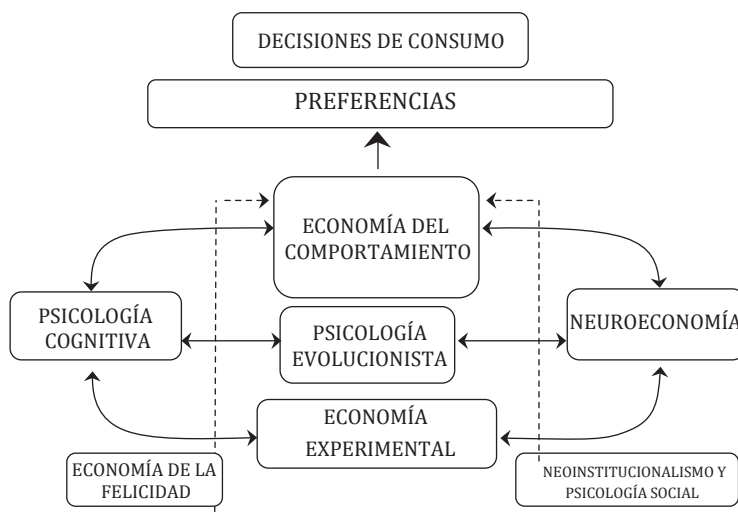 DECISIONES DE CONSUMO
PREFERENCIAS
ECONOMÍA DEL
COMPORTAMIENTO
PSICOLOGÍA
COGNITIVA
PSICOLOGÍA
EVOLUCIONISTA
NEUROECONOMÍA
ECONOMÍA
EXPERIMENTAL
ECONOMÍA DE LA
FELICIDAD
NEOINSTITUCIONALISMO Y
PSICOLOGÍA SOCIAL